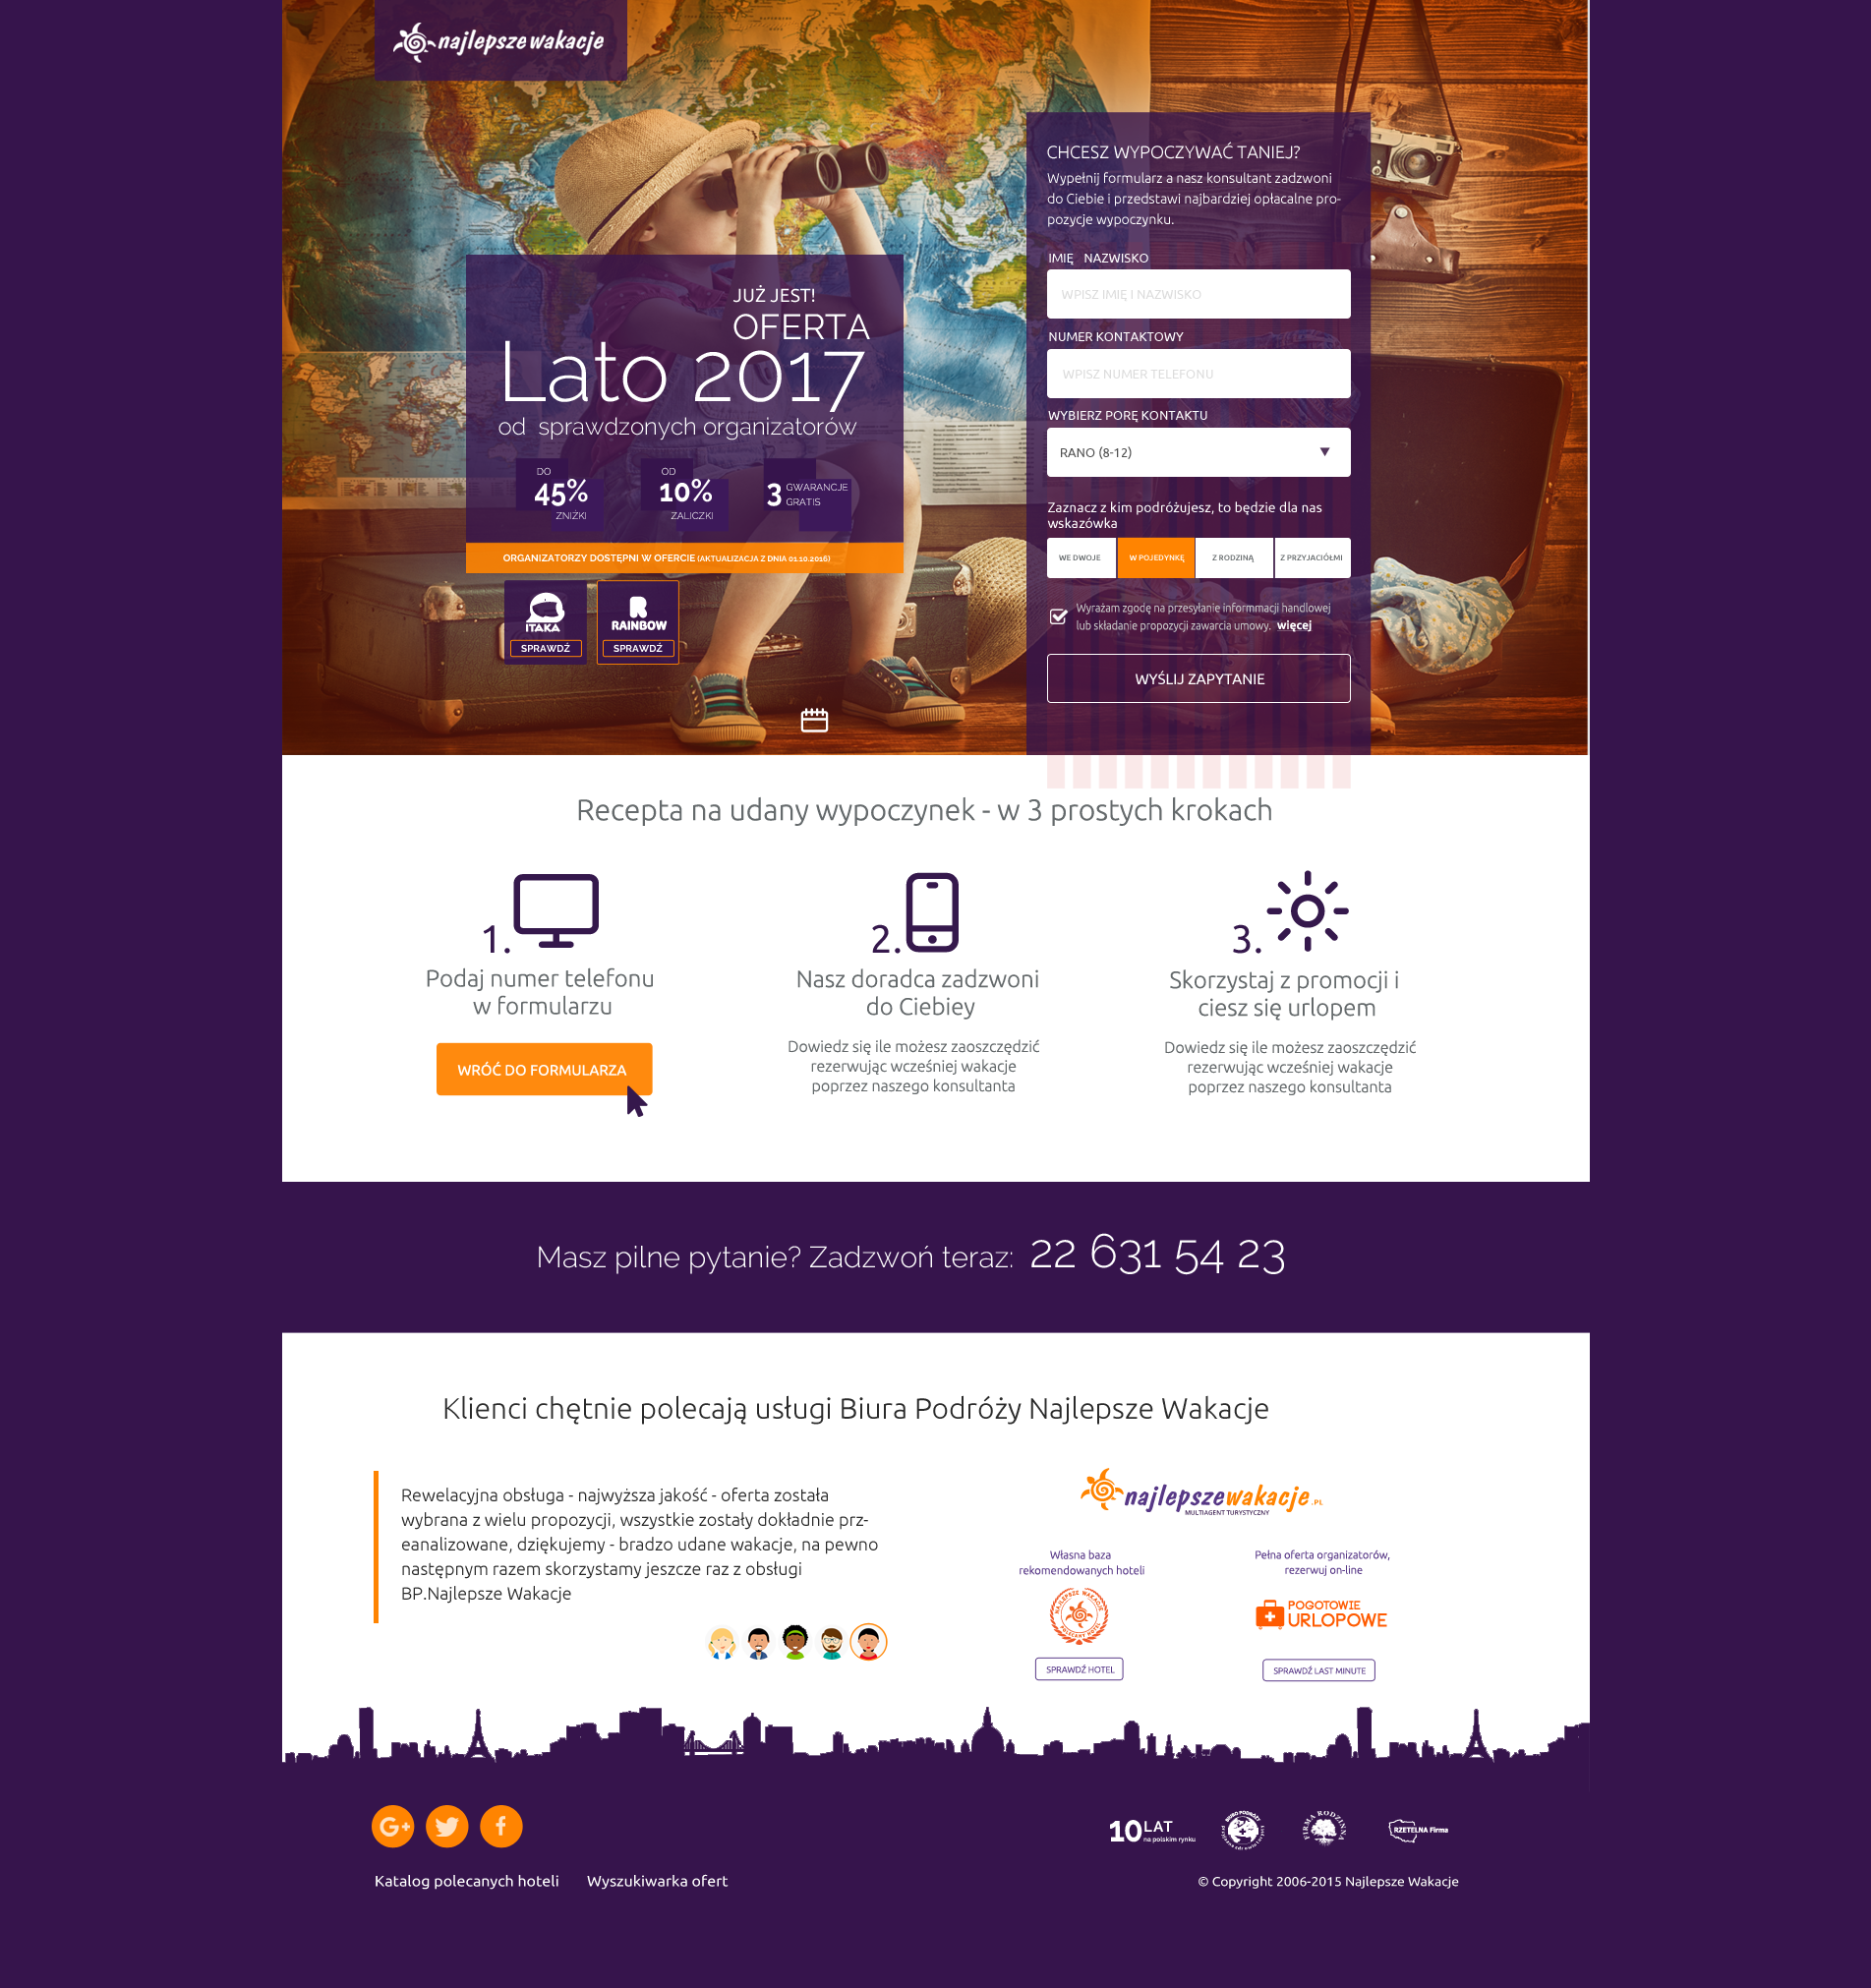 najlepsze wakacje
CHCESZ WYPOCZYWAĆ TANIEJ?
Wypełnij formularz a nasz konsultant zadzwoni
do Ciebie i przedstawi najbardziej opłacalne pro-
pozycje wypoczynku.
IMIĘ NAZWISKO
WPISZ IMIĘ I NAZWISKO
NUMER KONTAKTOWY
WPISZ NUMER TELEFONU
WYBIERZ PORĘ KONTAKTU
RANO (8-12)
Zaznacz z kim podróżujesz, to będzie dla nas
wskazówka
WE DWOJE W POJEDYNKĘ Z RODZINĄ Z PRZYJACIÓŁMI
Wyrażam zgodę na przesyłanie informmacji handlowej
lub składanie propozycji zawarcia umowy. więcej
WYŚLIJ ZAPYTANIE
JUŻ JEST!
OFERTA
Lato 2017
od sprawdzonych organizatorów
DO
45%
ZNIŻKI
OD
10%
ZALICZKI
3 GWARANCJE
GRATIS
ORGANIZATORZY DOSTĘPNI W OFERCIE (AKTUALIZACJA Z DNIA 01.10.2016)
ITAKA
SPRAWDŹ
R
RAINBOW
SPRAWDŹ
Recepta na udany wypoczynek - w 3 prostych krokach
1.
Podaj numer telefonu
w formularzu
WRÓĆ DO FORMULARZA
2.
Nasz doradca zadzwoni
do Ciebiey
Dowiedz się ile możesz zaoszczędzić
rezerwując wcześniej wakacje
poprzez naszego konsultanta
3.
Skorzystaj z promocji i
ciesz się urlopem
Dowiedz się ile możesz zaoszczędzić
rezerwując wcześniej wakacje
poprzez naszego konsultanta
Masz pilne pytanie? Zadzwoń teraz: 22 631 54 23
Klienci chętnie polecają usługi Biura Podróży Najlepsze Wakacje
Rewelacyjna obsługa - najwyższa jakość - oferta została
wybrana z wielu propozycji, wszystkie zostały dokładnie prz-
eanalizowane, dziękujemy - bradzo udane wakacje, na pewno
następnym razem skorzystamy jeszcze raz z obsługi
BP.Najlepsze Wakacje
najlepszewakacje.PL
MULTIAGENT TURYSTYCZNY
Własna baza
rekomendowanych hoteli
NAJLEPSZE WAKACJE
POLECANY HOTEL
SPRAWDŹ HOTEL
Pełna oferta organizatorów,
rezerwuj on-line
POGOTOWIE
URLOPOWE
SPRAWDŹ LAST MINUTE
G+
f
10 LAT
na polskim rynku
BIURO PODRÓŻY
FIRMA RODZINNA
RZETELNA Firma
Katalog polecanych hoteli Wyszukiwarka ofert
© Copyright 2006-2015 Najlepsze Wakacje